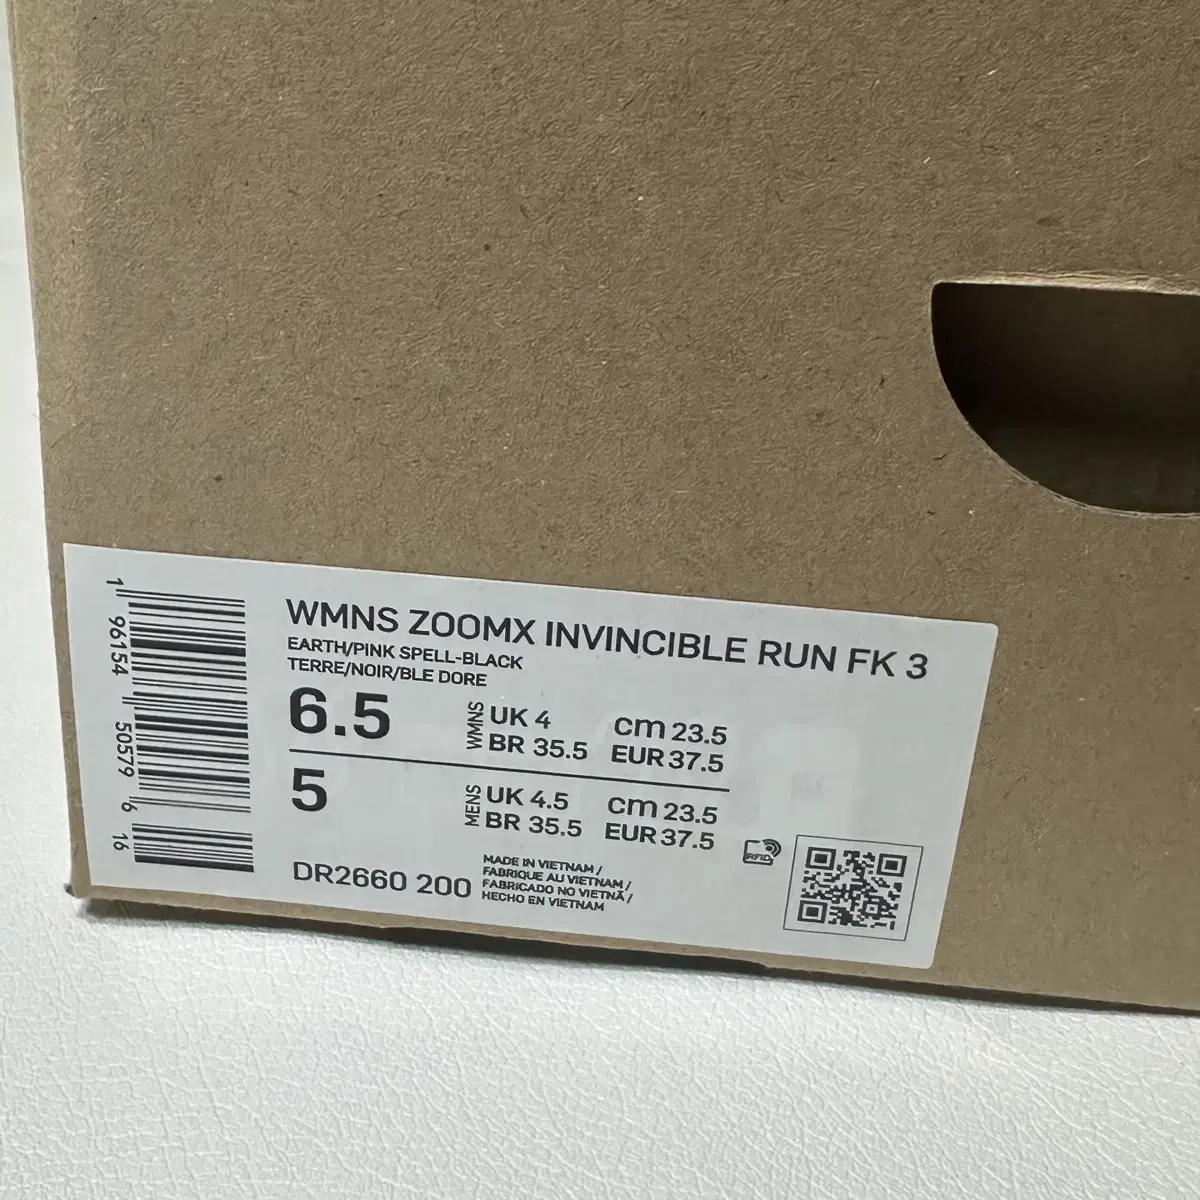 WMNS ZOOMX INVINCIBLE RUN FK 3
EARTH/PINK SPELL-BLACK
TERRE/NOIR/BLE DORE
6.5
WMNS
UK 4 cm 23.5
BR 35.5 EUR 37.5
5
MENS
UK 4.5 cm 23.5
BR 35.5 EUR 37.5
DR2660 200
MADE IN VIETNAM /
FABRIQUE AU VIETNAM /
FABRICADO NO VIETNÃ /
HECHO EN VIETNAM
RFID
1 96154 50579 6 16